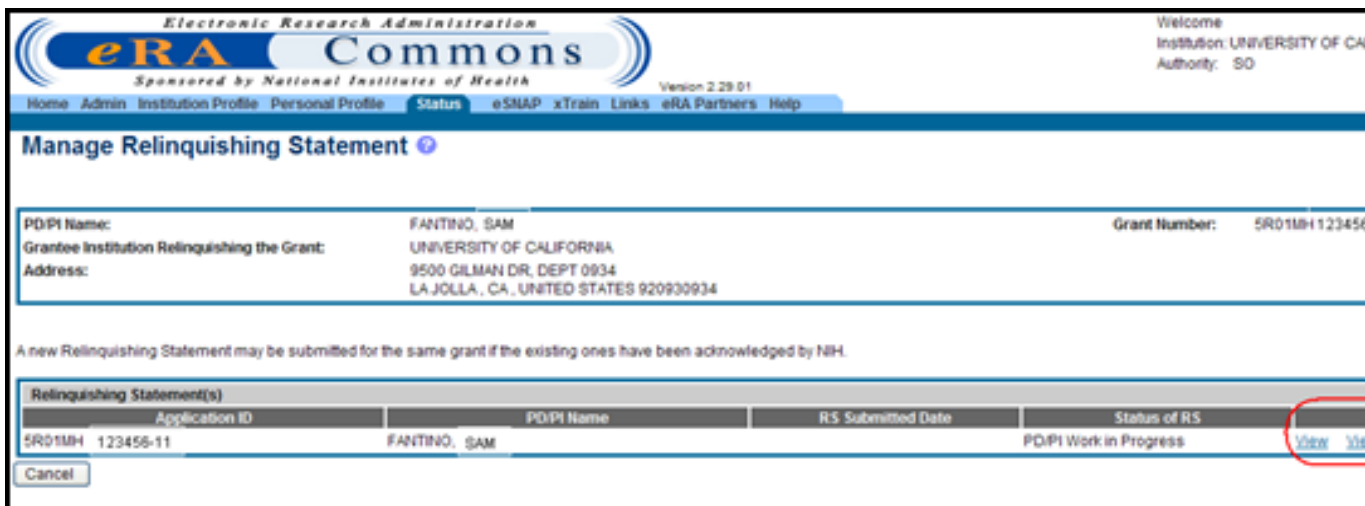 Electronic Research Administration
eRA Commons
Sponsored by National Institutes of Health
Version 2.29.01
Welcome
Institution: UNIVERSITY OF CAL
Authority: SO
Home Admin Institution Profile Personal Profile Status eSNAP xTrain Links eRA Partners Help
Manage Relinquishing Statement ?
PD/PI Name: FANTINO, SAM Grant Number: 5R01MH123456
Grantee Institution Relinquishing the Grant: UNIVERSITY OF CALIFORNIA
Address: 9500 GILMAN DR, DEPT 0934
LA JOLLA, CA, UNITED STATES 920930934
A new Relinquishing Statement may be submitted for the same grant if the existing ones have been acknowledged by NIH.
Relinquishing Statement(s)
Application ID PD/PI Name RS Submitted Date Status of RS
5R01MH 123456-11 FANTINO, SAM PD/PI Work in Progress View Vie
Cancel